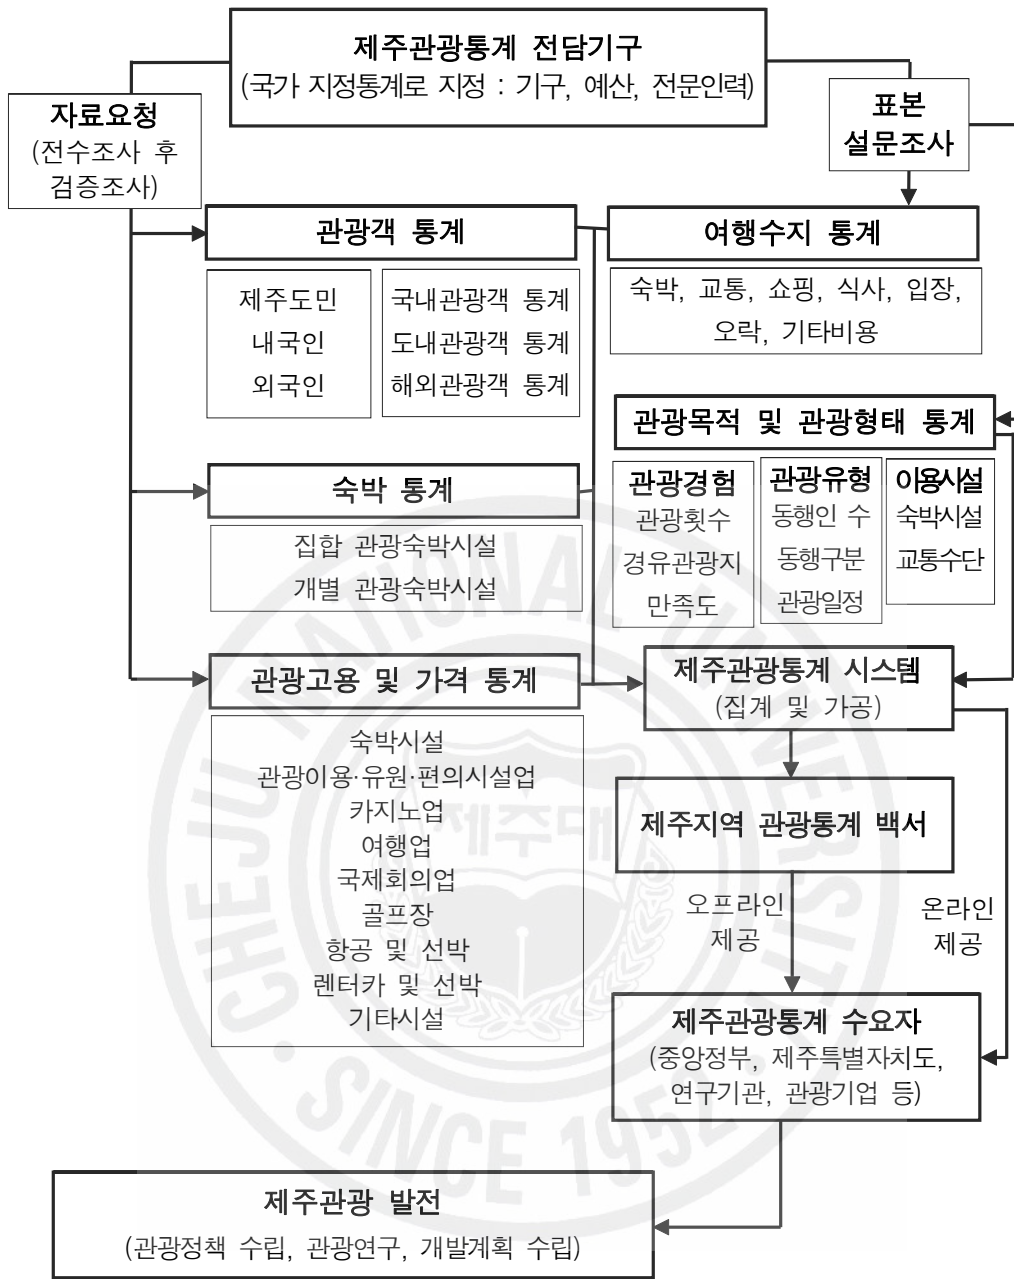 제주관광통계 전담기구
(국가 지정통계로 지정 : 기구, 예산, 전문인력)
자료요청
(전수조사 후
검증조사)
표본
설문조사
관광객 통계
제주도민
내국인
외국인
국내관광객 통계
도내관광객 통계
해외관광객 통계
여행수지 통계
숙박, 교통, 쇼핑, 식사, 입장,
오락, 기타비용
관광목적 및 관광형태 통계
관광경험
관광횟수
경유관광지
만족도
관광유형
동행인 수
동행구분
관광일정
이용시설
숙박시설
교통수단
숙박 통계
집합 관광숙박시설
개별 관광숙박시설
관광고용 및 가격 통계
숙박시설
관광이용·유원·편의시설업
카지노업
여행업
국제회의업
골프장
항공 및 선박
렌터카 및 선박
기타시설
제주관광통계 시스템
(집계 및 가공)
제주지역 관광통계 백서
오프라인
제공
온라인
제공
제주관광통계 수요자
(중앙정부, 제주특별자치도,
연구기관, 관광기업 등)
제주관광 발전
(관광정책 수립, 관광연구, 개발계획 수립)
CHEJU NATIONAL UNIVERSITY
제주대
· SINCE 1952 ·